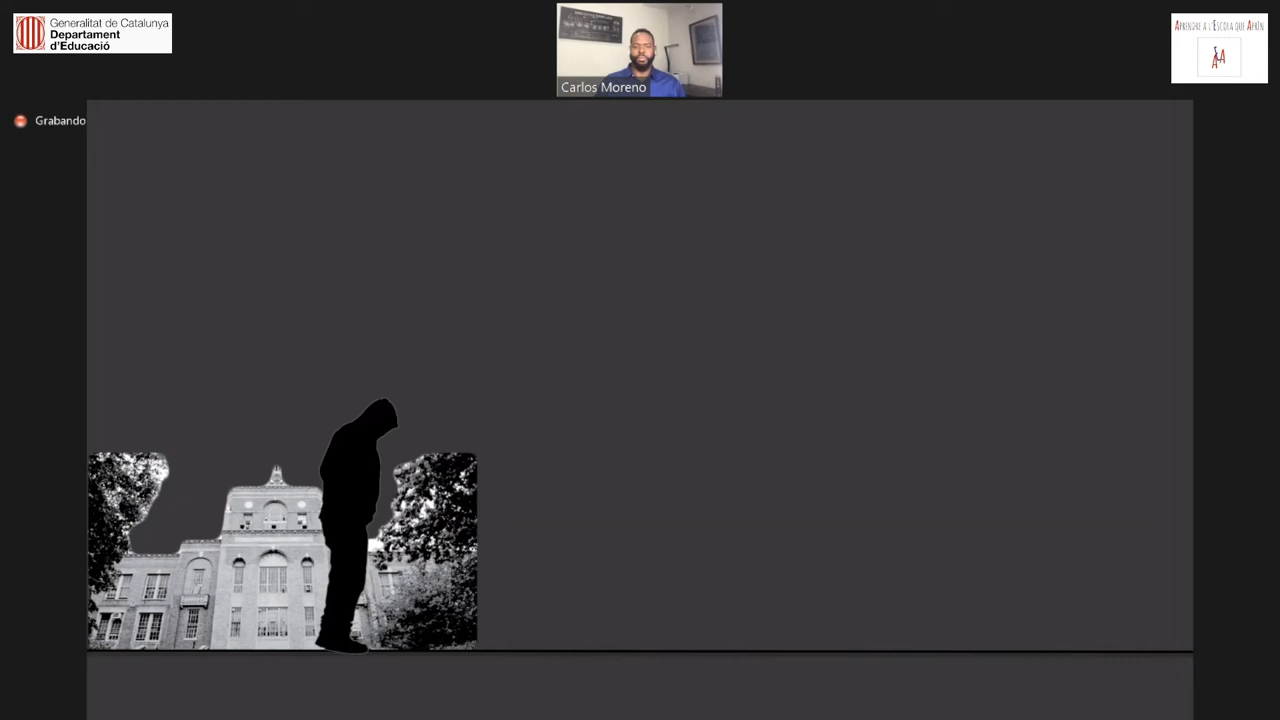 Generalitat de Catalunya
Departament
d'Educació
Carlos Moreno
APRENDRE A L'ESCOLA QUE APRÈN
Grabando